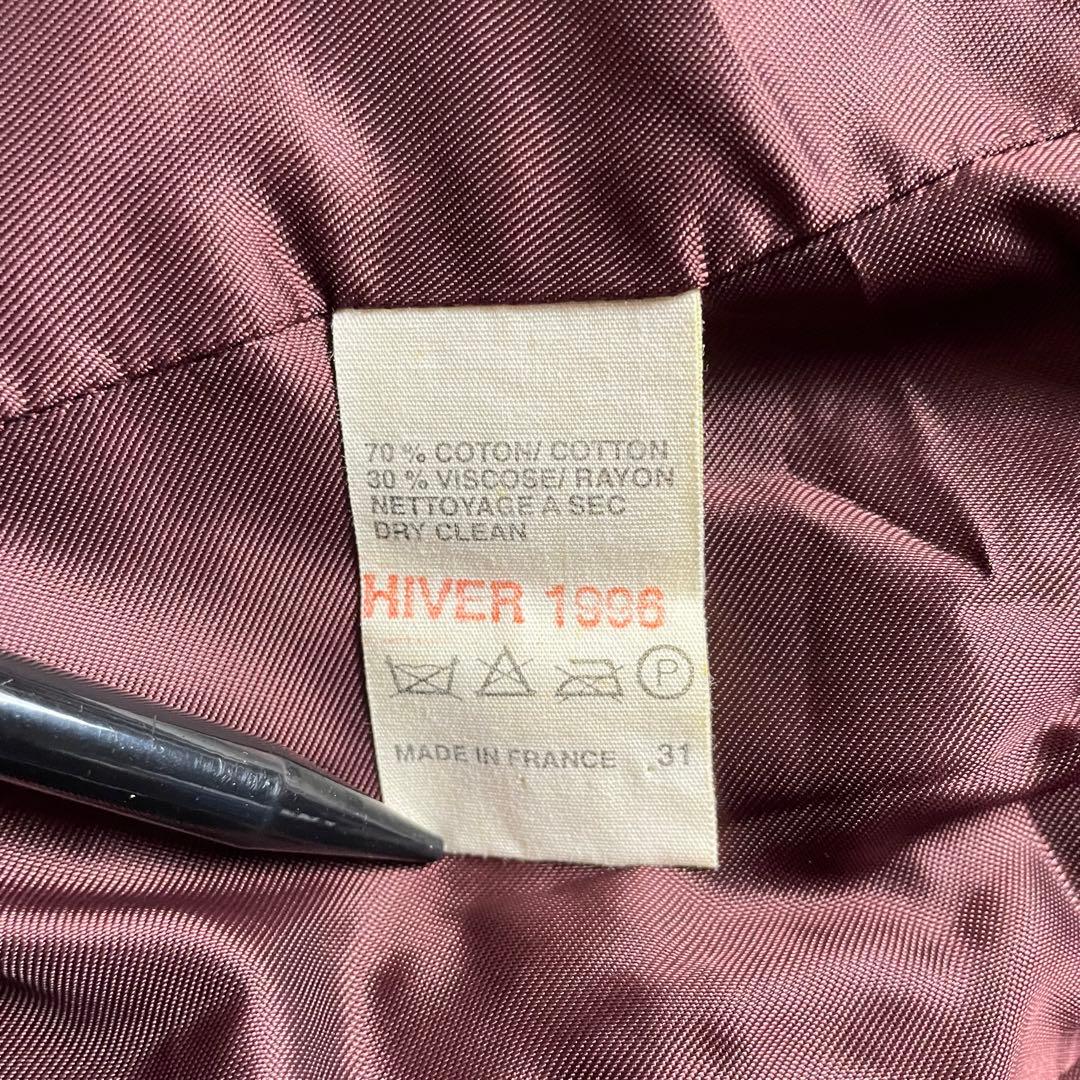 70 % COTON/ COTTON
30 % VISCOSE/ RAYON
NETTOYAGE A SEC
DRY CLEAN
HIVER 1996
P
MADE IN FRANCE .31